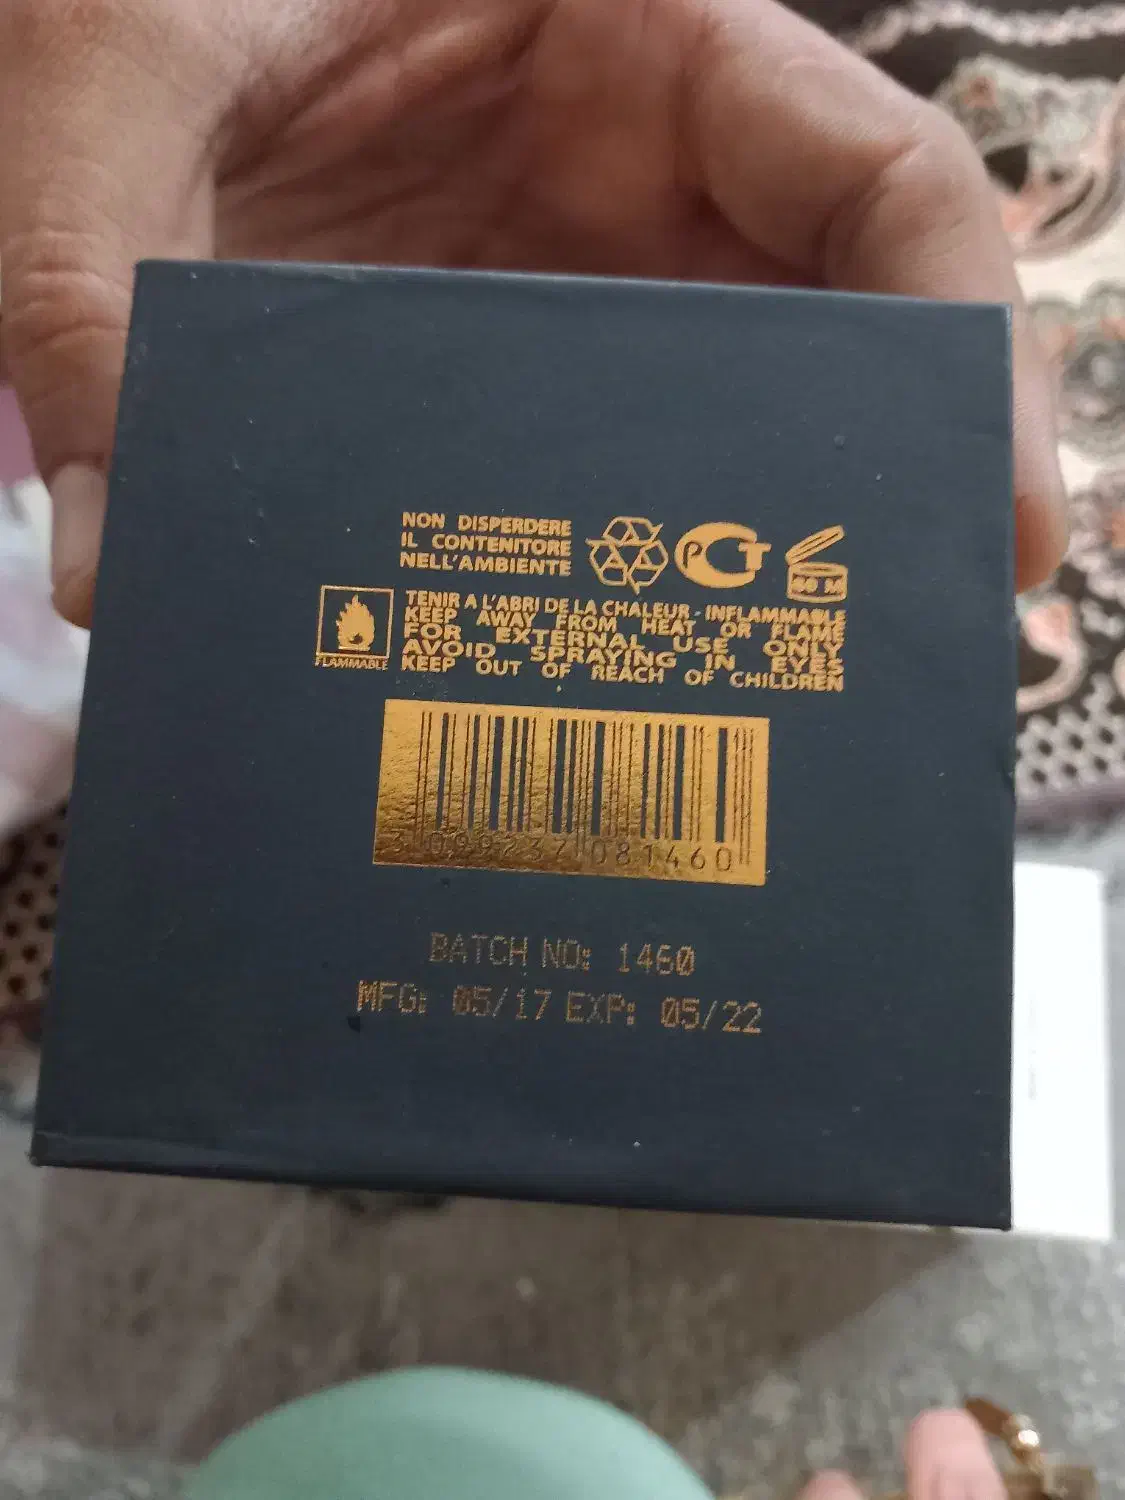 NON DISPERDERE
IL CONTENITORE
NELL'AMBIENTE
PCT
60 M
FLAMMABLE
TENIR A L'ABRI DE LA CHALEUR - INFLAMMABLE
KEEP AWAY FROM HEAT OR FLAME
FOR EXTERNAL USE ONLY
AVOID SPRAYING IN EYES
KEEP OUT OF REACH OF CHILDREN
3 099237 081460
BATCH NO: 1460
MFG: 05/17 EXP: 05/22